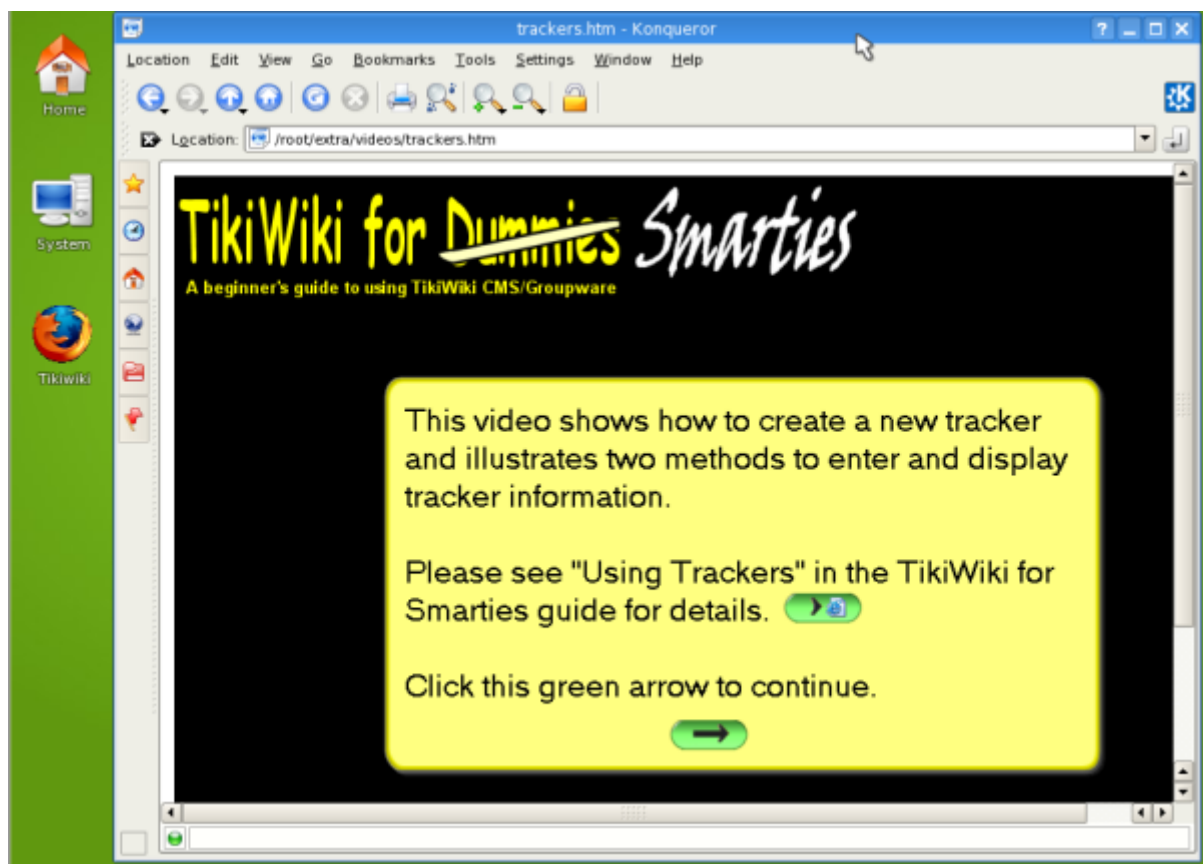 trackers.htm - Konqueror
Location Edit View Go Bookmarks Tools Settings Window Help
Home
Location: /root/extra/videos/trackers.htm
System
Tikiwiki
TikiWiki for Dummies Smarties
A beginner's guide to using TikiWiki CMS/Groupware
This video shows how to create a new tracker
and illustrates two methods to enter and display
tracker information.
Please see "Using Trackers" in the TikiWiki for
Smarties guide for details.
Click this green arrow to continue.